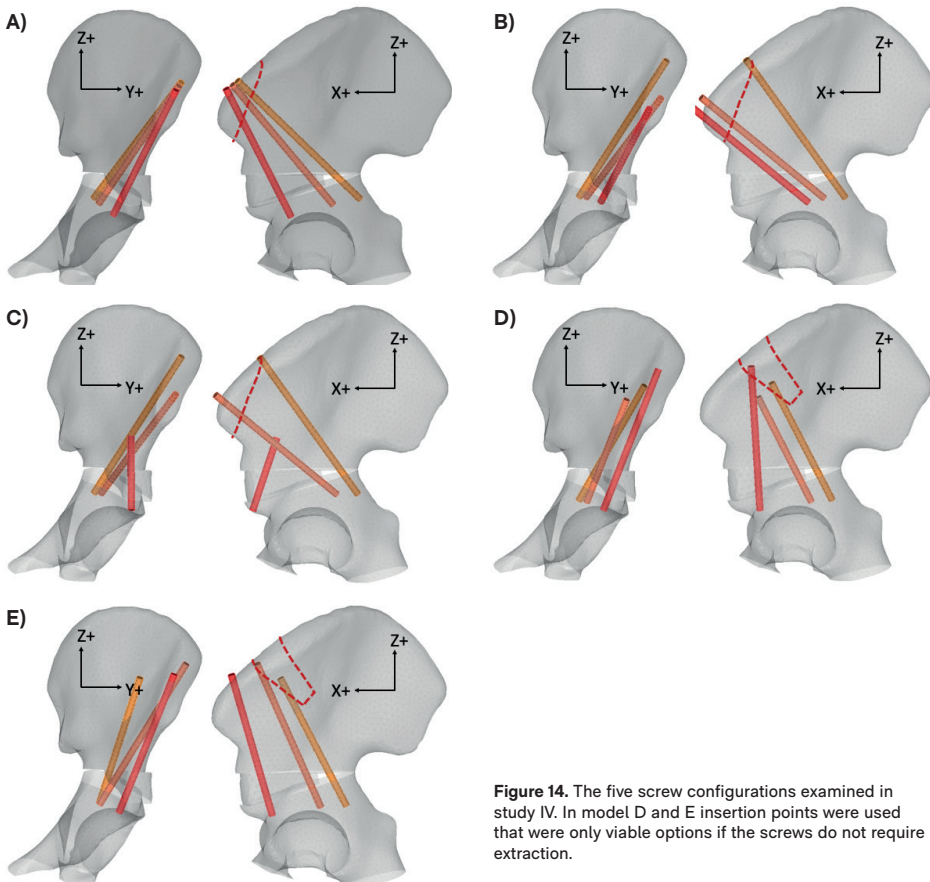 A)
Z+
Y+
Z+
X+
B)
Z+
Y+
Z+
X+
C)
Z+
Y+
Z+
X+
D)
Z+
Y+
Z+
X+
E)
Z+
Y+
Z+
X+
Figure 14. The five screw configurations examined in
study IV. In model D and E insertion points were used
that were only viable options if the screws do not require
extraction.